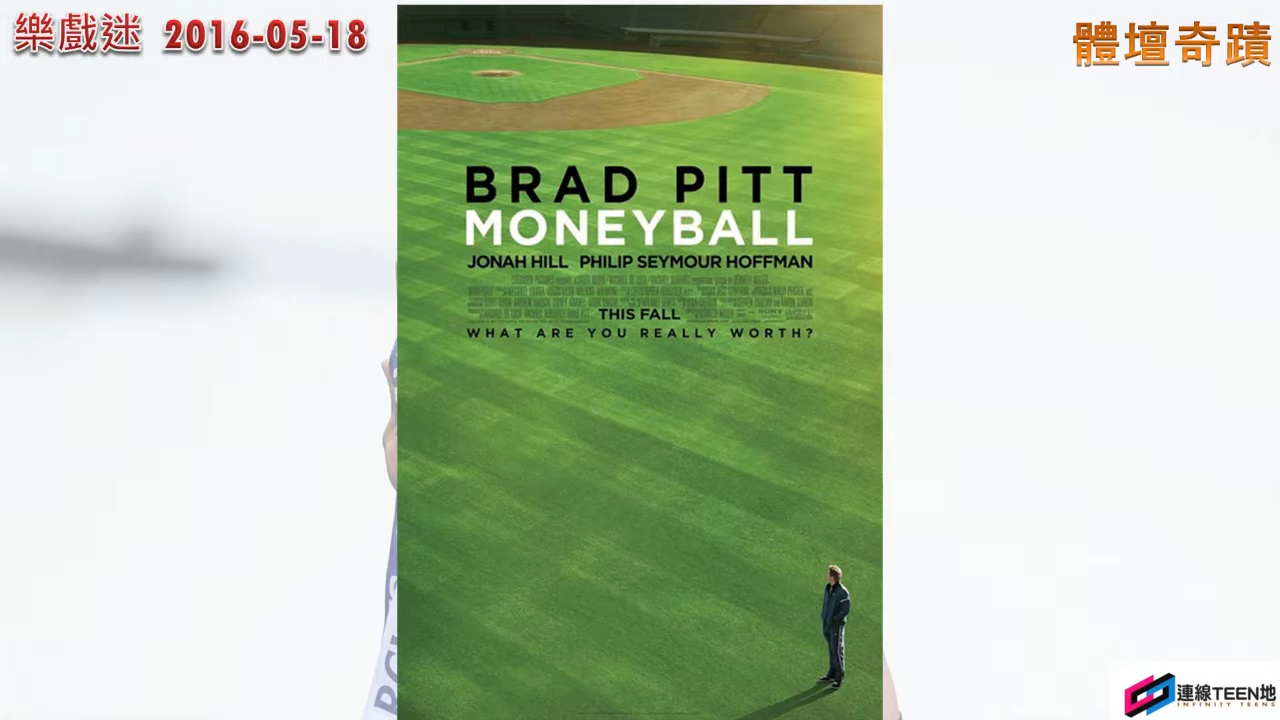 樂戲迷 2016-05-18
體壇奇蹟
BRAD PITT
MONEYBALL
JONAH HILL PHILIP SEYMOUR HOFFMAN
THIS FALL
WHAT ARE YOU REALLY WORTH?
連線TEEN地
INFINITY TEENS